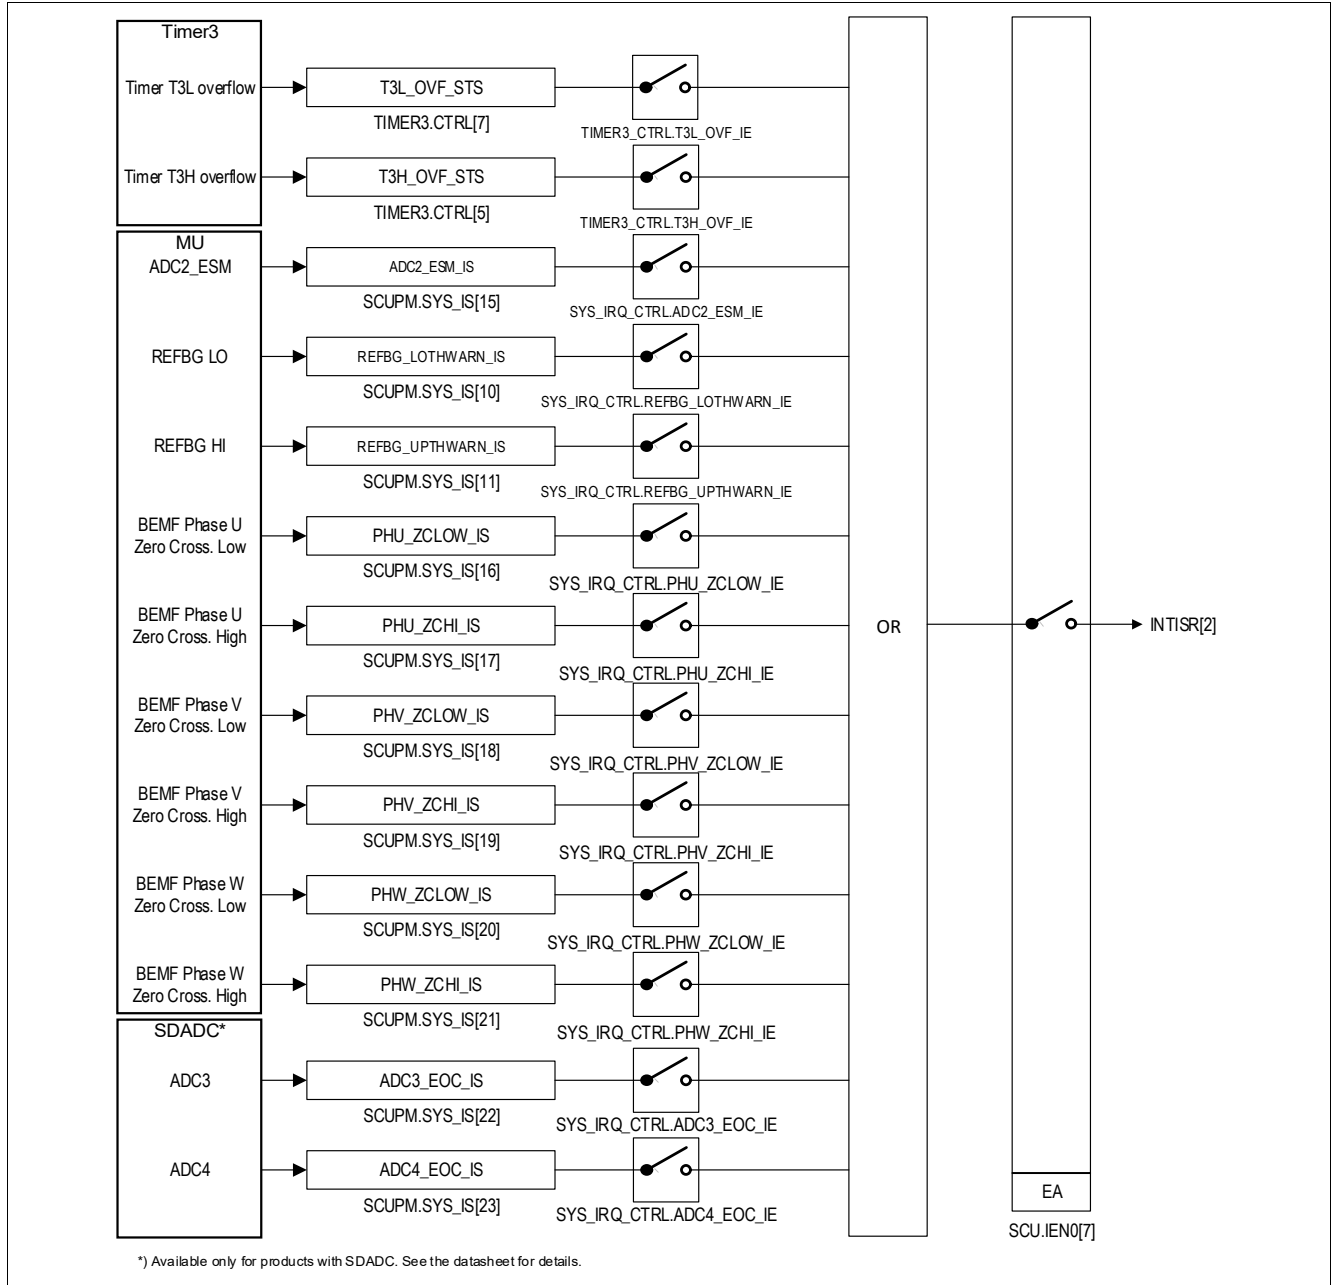 Timer3
Timer T3L overflow
T3L_OVF_STS
TIMER3.CTRL[7]
TIMER3_CTRL.T3L_OVF_IE
Timer T3H overflow
T3H_OVF_STS
TIMER3.CTRL[5]
TIMER3_CTRL.T3H_OVF_IE
MU
ADC2_ESM
ADC2_ESM_IS
SCUPM.SYS_IS[15]
SYS_IRQ_CTRL.ADC2_ESM_IE
REFBG LO
REFBG_LOTHWARN_IS
SCUPM.SYS_IS[10]
SYS_IRQ_CTRL.REFBG_LOTHWARN_IE
REFBG HI
REFBG_UPTHWARN_IS
SCUPM.SYS_IS[11]
SYS_IRQ_CTRL.REFBG_UPTHWARN_IE
BEMF Phase U
Zero Cross. Low
PHU_ZCLOW_IS
SCUPM.SYS_IS[16]
SYS_IRQ_CTRL.PHU_ZCLOW_IE
BEMF Phase U
Zero Cross. High
PHU_ZCHI_IS
SCUPM.SYS_IS[17]
SYS_IRQ_CTRL.PHU_ZCHI_IE
BEMF Phase V
Zero Cross. Low
PHV_ZCLOW_IS
SCUPM.SYS_IS[18]
SYS_IRQ_CTRL.PHV_ZCLOW_IE
BEMF Phase V
Zero Cross. High
PHV_ZCHI_IS
SCUPM.SYS_IS[19]
SYS_IRQ_CTRL.PHV_ZCHI_IE
BEMF Phase W
Zero Cross. Low
PHW_ZCLOW_IS
SCUPM.SYS_IS[20]
SYS_IRQ_CTRL.PHW_ZCLOW_IE
BEMF Phase W
Zero Cross. High
PHW_ZCHI_IS
SCUPM.SYS_IS[21]
SYS_IRQ_CTRL.PHW_ZCHI_IE
SDADC*
ADC3
ADC3_EOC_IS
SCUPM.SYS_IS[22]
SYS_IRQ_CTRL.ADC3_EOC_IE
ADC4
ADC4_EOC_IS
SCUPM.SYS_IS[23]
SYS_IRQ_CTRL.ADC4_EOC_IE
OR
INTISR[2]
EA
SCU.IEN0[7]
*) Available only for products with SDADC. See the datasheet for details.